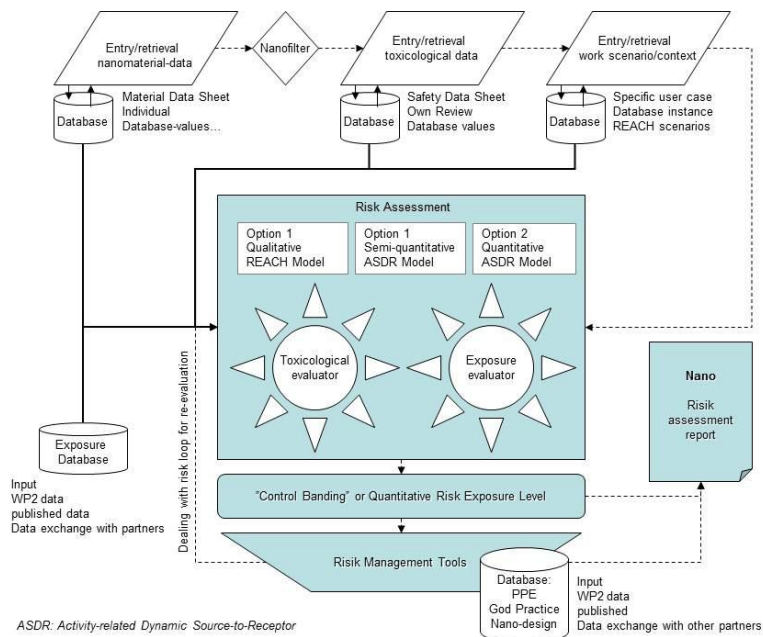 Entry/retrieval
nanomaterial-data
Nanofilter
Entry/retrieval
toxicological data
Entry/retrieval
work scenario/context
Database
Material Data Sheet
Individual
Database-values...
Database
Safety Data Sheet
Own Review
Database values
Database
Specific user case
Database instance
REACH scenarios
Risk Assessment
Option 1
Qualitative
REACH Model
Option 1
Semi-quantitative
ASDR Model
Option 2
Quantitative
ASDR Model
Toxicological
evaluator
Exposure
evaluator
Dealing with risk loop for re-evaluation
Nano
Risik
assessment
report
Exposure
Database
Input
WP2 data
published data
Data exchange with partners
"Control Banding" or Quantitative Risk Exposure Level
Risik Management Tools
Database:
PPE
God Practice
Nano-design
Input
WP2 data
published
Data exchange with other partners
ASDR: Activity-related Dynamic Source-to-Receptor